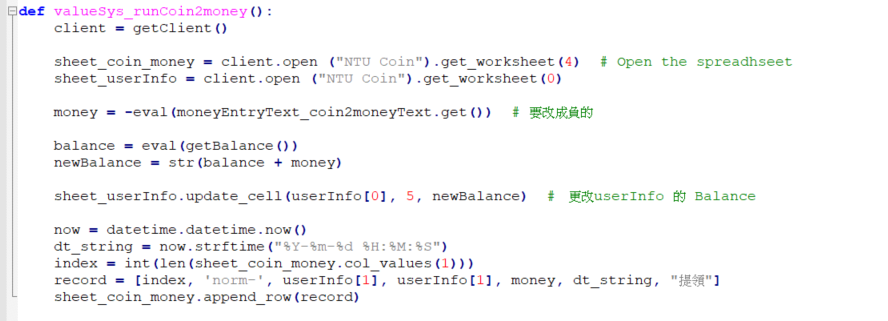 def valueSys_runCoin2money():
    client = getClient()
    sheet_coin_money = client.open ("NTU Coin").get_worksheet(4)  # Open the spreadhseet
    sheet_userInfo = client.open ("NTU Coin").get_worksheet(0)
    money = -eval(moneyEntryText_coin2moneyText.get())  # 要改成負的
    balance = eval(getBalance())
    newBalance = str(balance + money)
    sheet_userInfo.update_cell(userInfo[0], 5, newBalance)  # 更改userInfo 的 Balance
    now = datetime.datetime.now()
    dt_string = now.strftime("%Y-%m-%d %H:%M:%S")
    index = int(len(sheet_coin_money.col_values(1)))
    record = [index, 'norm-', userInfo[1], userInfo[1], money, dt_string, "提領"]
    sheet_coin_money.append_row(record)